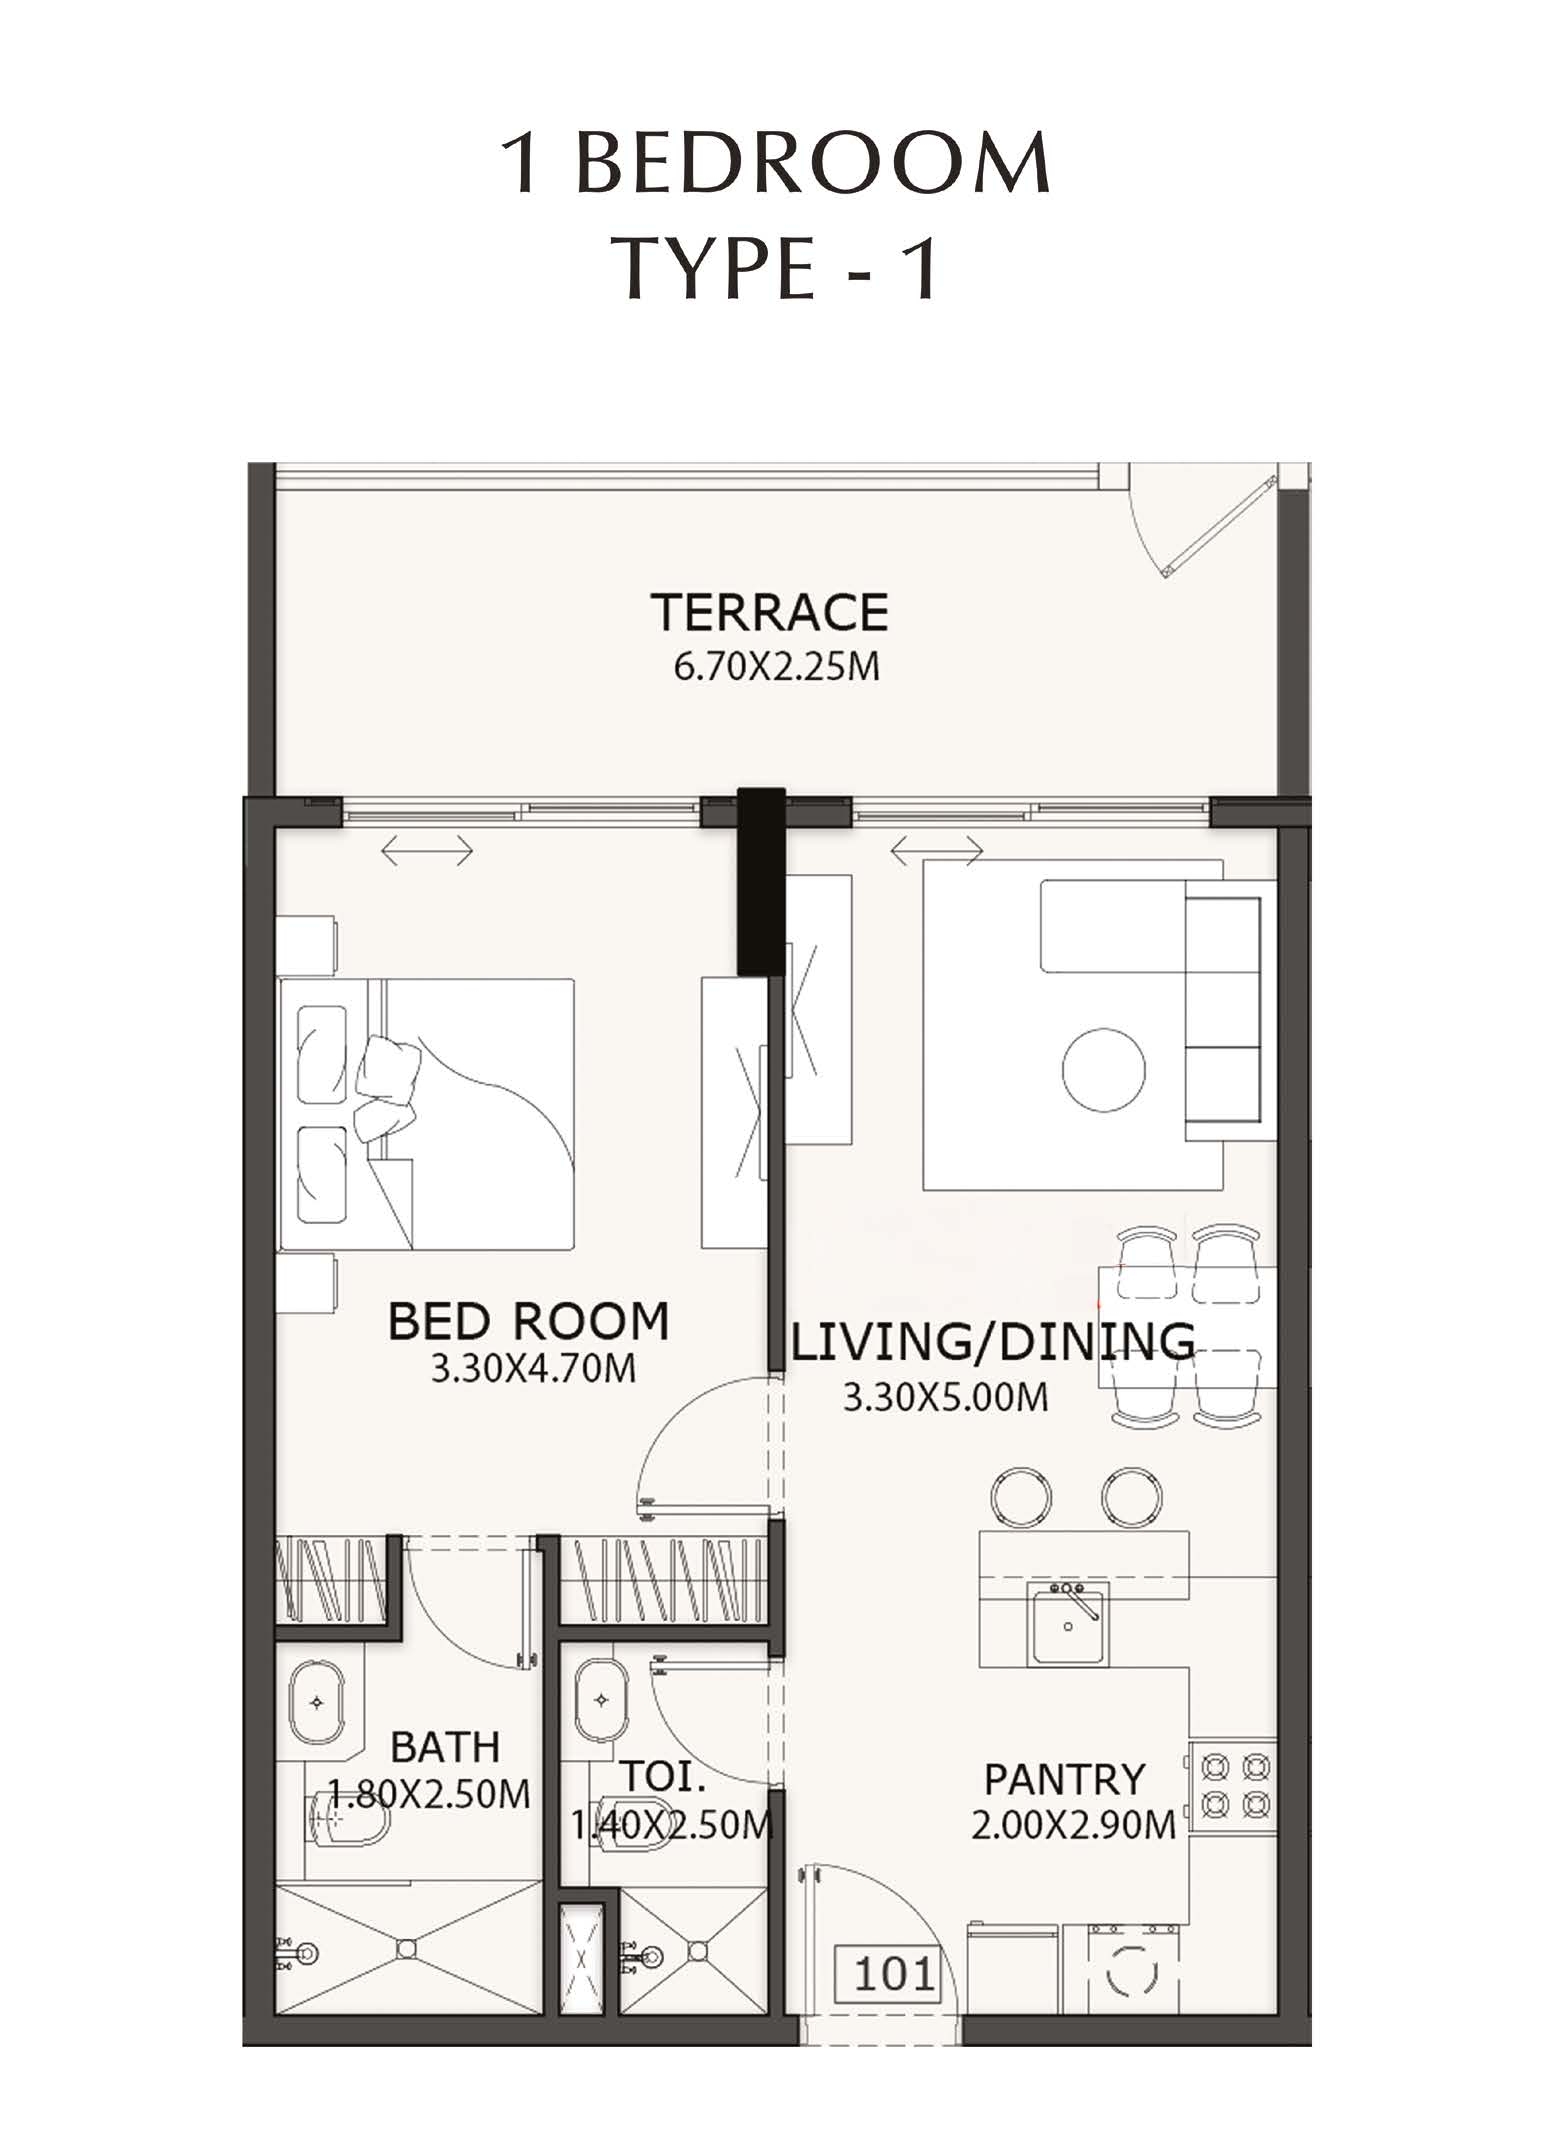 1 BEDROOM
TYPE - 1
TERRACE
6.70X2.25M
BED ROOM
3.30X4.70M
LIVING/DINING
3.30X5.00M
BATH
1.80X2.50M
TOI.
1.40X2.50M
PANTRY
2.00X2.90M
101